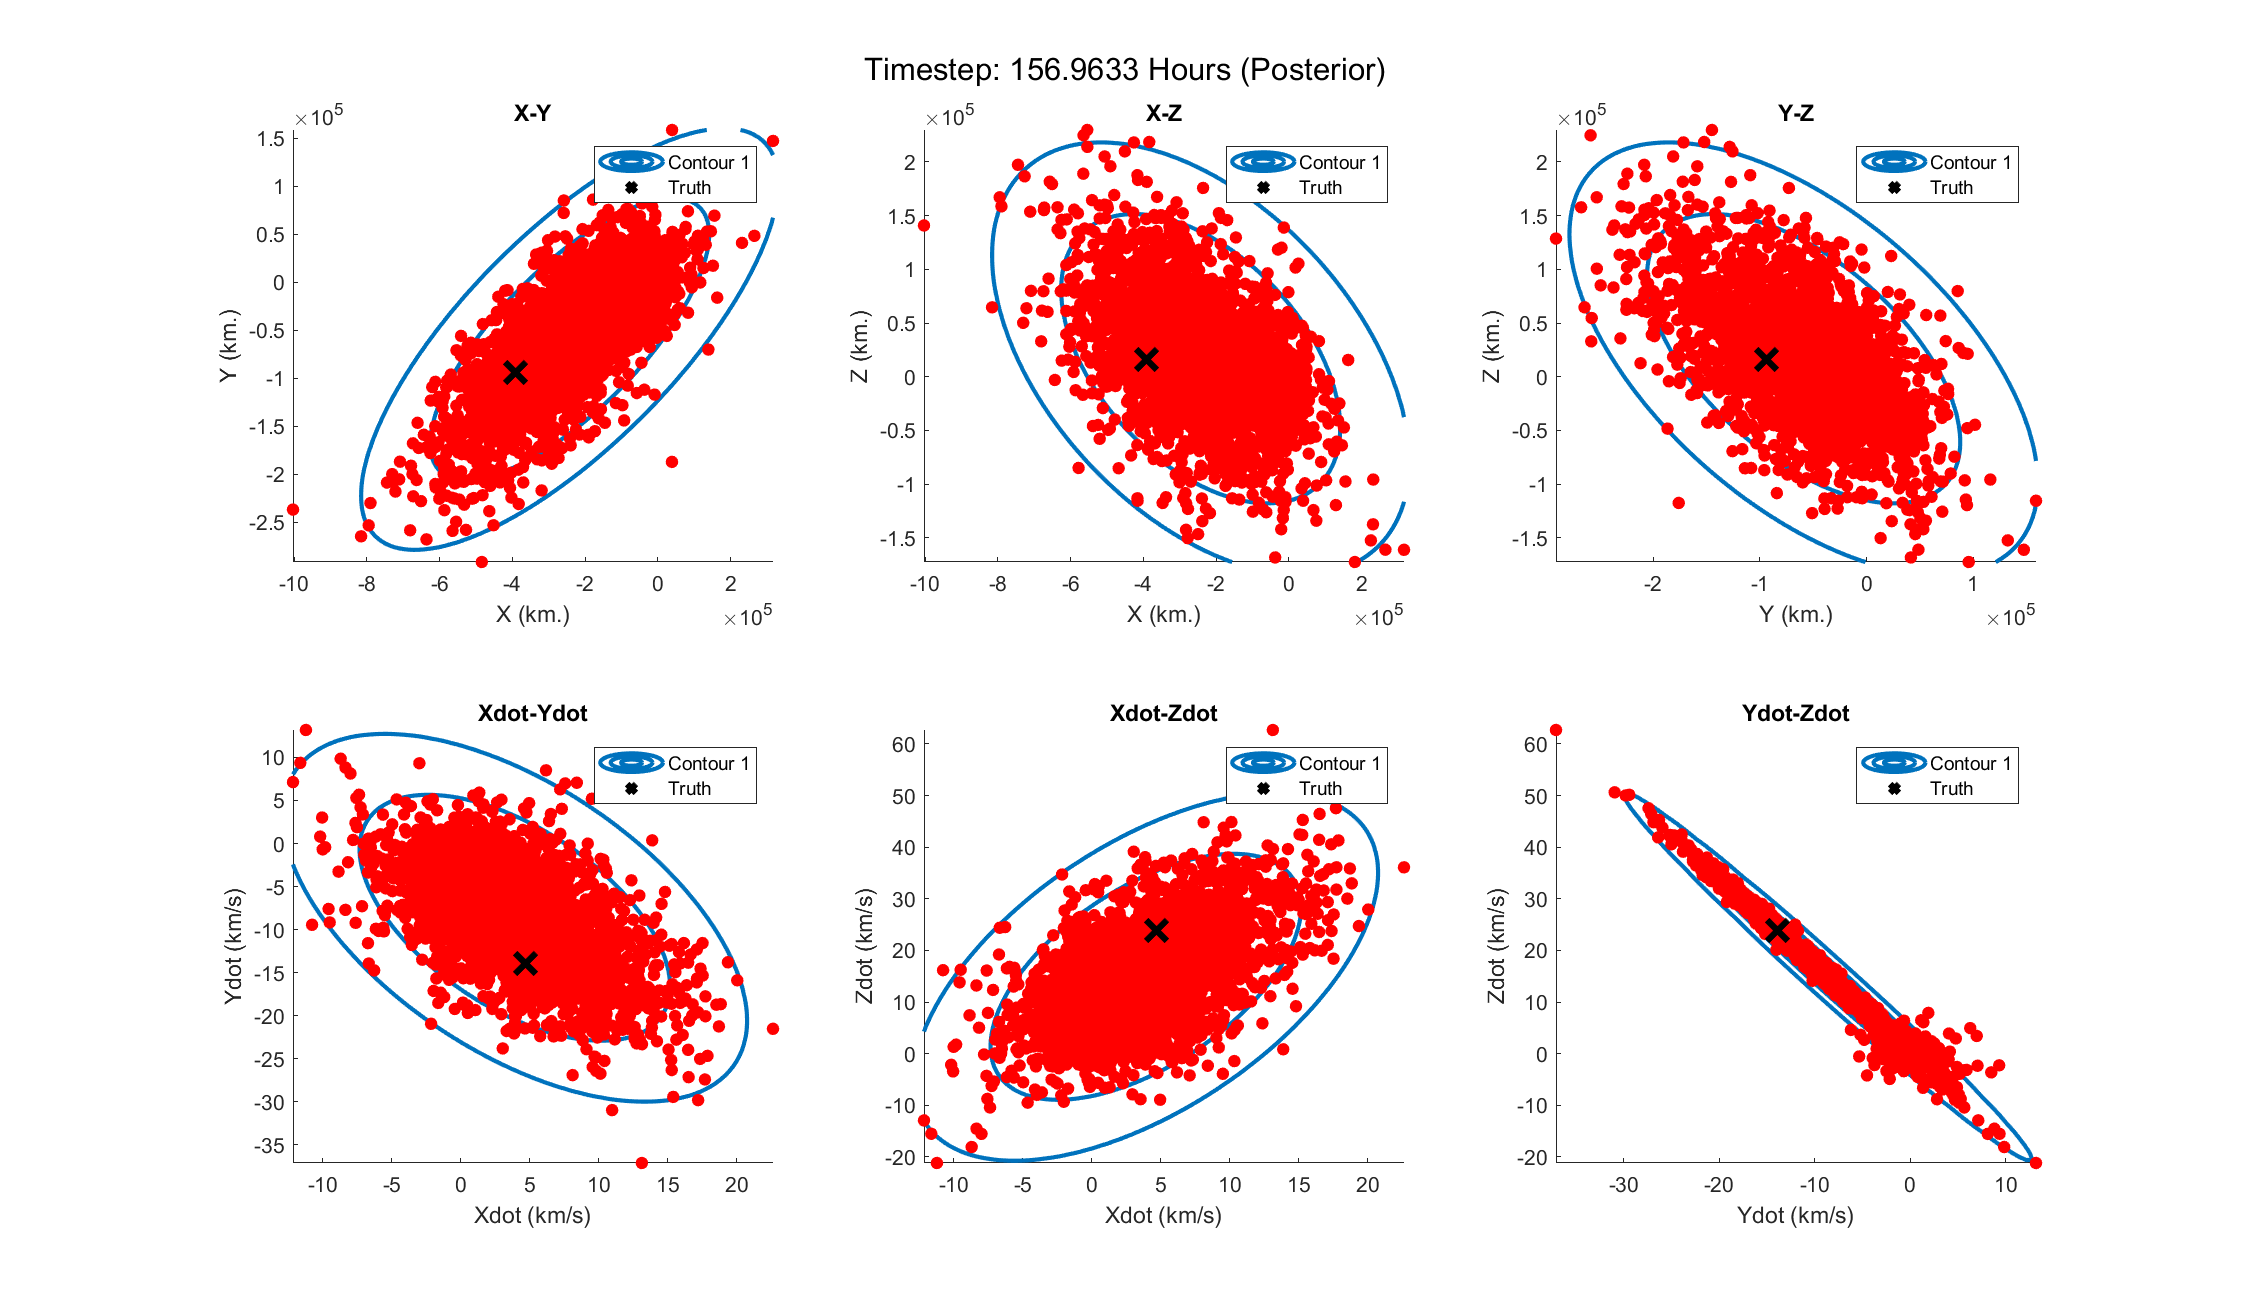 Timestep: 156.9633 Hours (Posterior)
X-Y
×10^5
1.5
1
0.5
0
-0.5
-1
-1.5
-2
-2.5
Y (km.)
-10 -8 -6 -4 -2 0 2
X (km.)
×10^5
Contour 1
Truth
X-Z
×10^5
2
1.5
1
0.5
0
-0.5
-1
-1.5
Z (km.)
-10 -8 -6 -4 -2 0 2
X (km.)
×10^5
Contour 1
Truth
Y-Z
×10^5
2
1.5
1
0.5
0
-0.5
-1
-1.5
Z (km.)
-2 -1 0 1
Y (km.)
×10^5
Contour 1
Truth
Xdot-Ydot
10
5
0
-5
-10
-15
-20
-25
-30
-35
Ydot (km/s)
-10 -5 0 5 10 15 20
Xdot (km/s)
Contour 1
Truth
Xdot-Zdot
60
50
40
30
20
10
0
-10
-20
Zdot (km/s)
-10 -5 0 5 10 15 20
Xdot (km/s)
Contour 1
Truth
Ydot-Zdot
60
50
40
30
20
10
0
-10
-20
Zdot (km/s)
-30 -20 -10 0 10
Ydot (km/s)
Contour 1
Truth